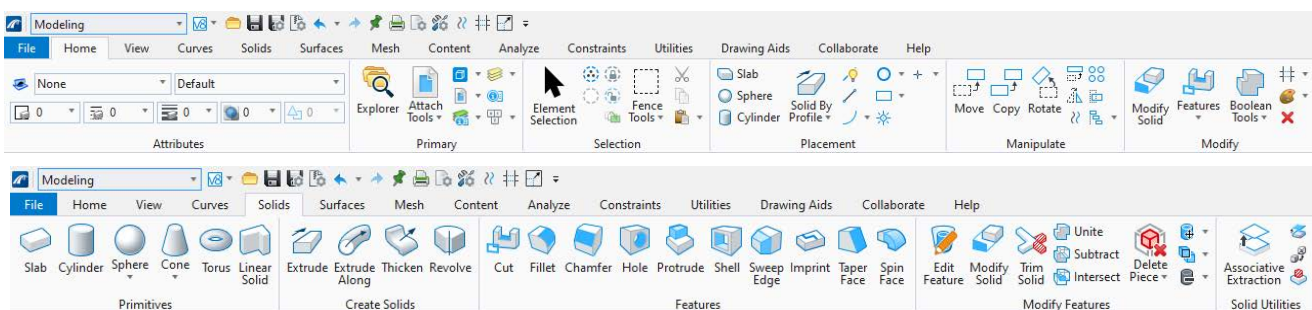 Modeling
File Home View Curves Solids Surfaces Mesh Content Analyze Constraints Utilities Drawing Aids Collaborate Help
None Default
0 0 0 0 0
Explorer Attach Tools
Element Selection Fence Tools
Slab
Sphere
Cylinder
Solid By Profile
Move Copy Rotate
Modify Solid Features Boolean Tools
Attributes Primary Selection Placement Manipulate Modify
Modeling
File Home View Curves Solids Surfaces Mesh Content Analyze Constraints Utilities Drawing Aids Collaborate Help
Slab Cylinder Sphere Cone Torus Linear Solid
Extrude Extrude Along Thicken Revolve
Cut Fillet Chamfer Hole Protrude Shell Sweep Edge Imprint Taper Face Spin Face
Edit Feature Modify Solid Trim Solid
Unite
Subtract
Intersect
Delete Piece
Associative Extraction
Primitives Create Solids Features Modify Features Solid Utilities